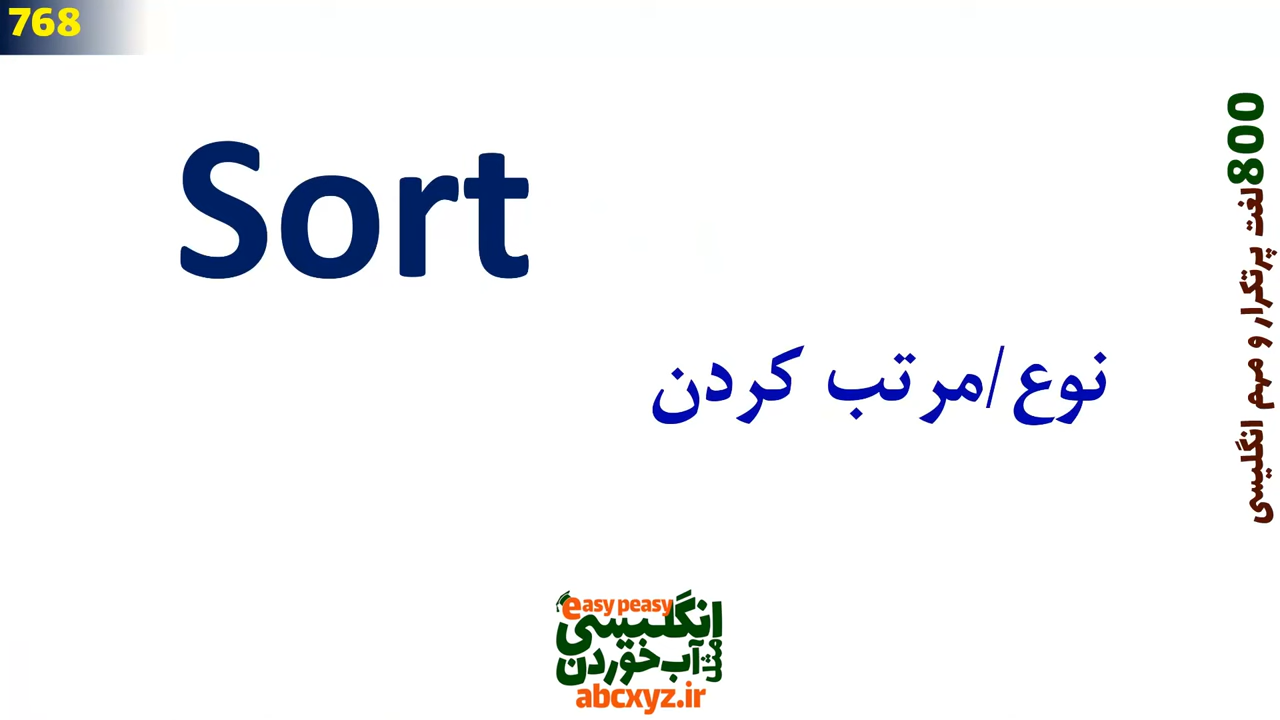 768
Sort
نوع/مرتب کردن
800 لغت پرتکرار و مهم انگلیسی
easy peasy
انگلیسی
مثل آب خوردن
abcxyz.ir